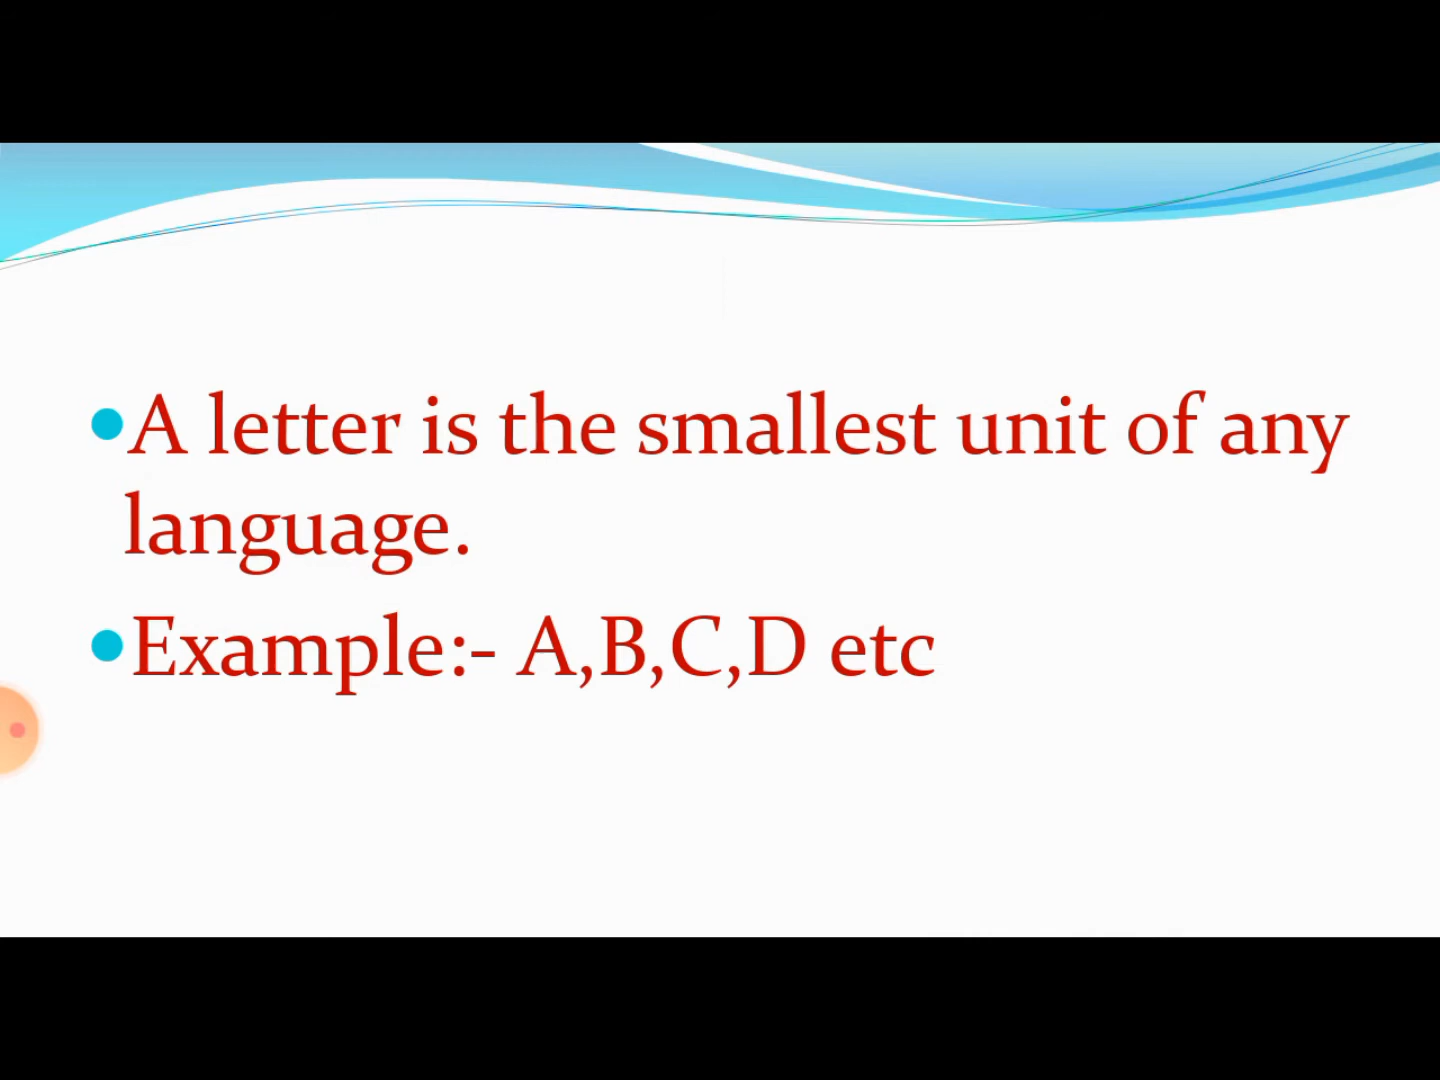 A letter is the smallest unit of any
language.
Example:- A,B,C,D etc